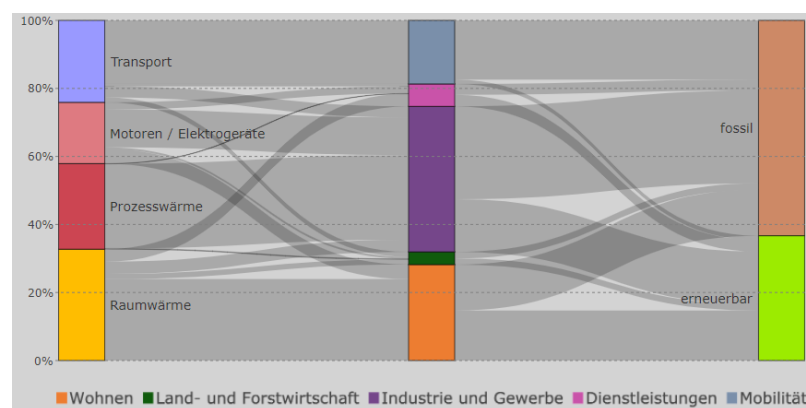 100%
Transport
80%
Motoren / Elektrogeräte
fossil
60%
Prozesswärme
40%
Raumwärme
erneuerbar
20%
0%
Wohnen Land- und Forstwirtschaft Industrie und Gewerbe Dienstleistungen Mobilität